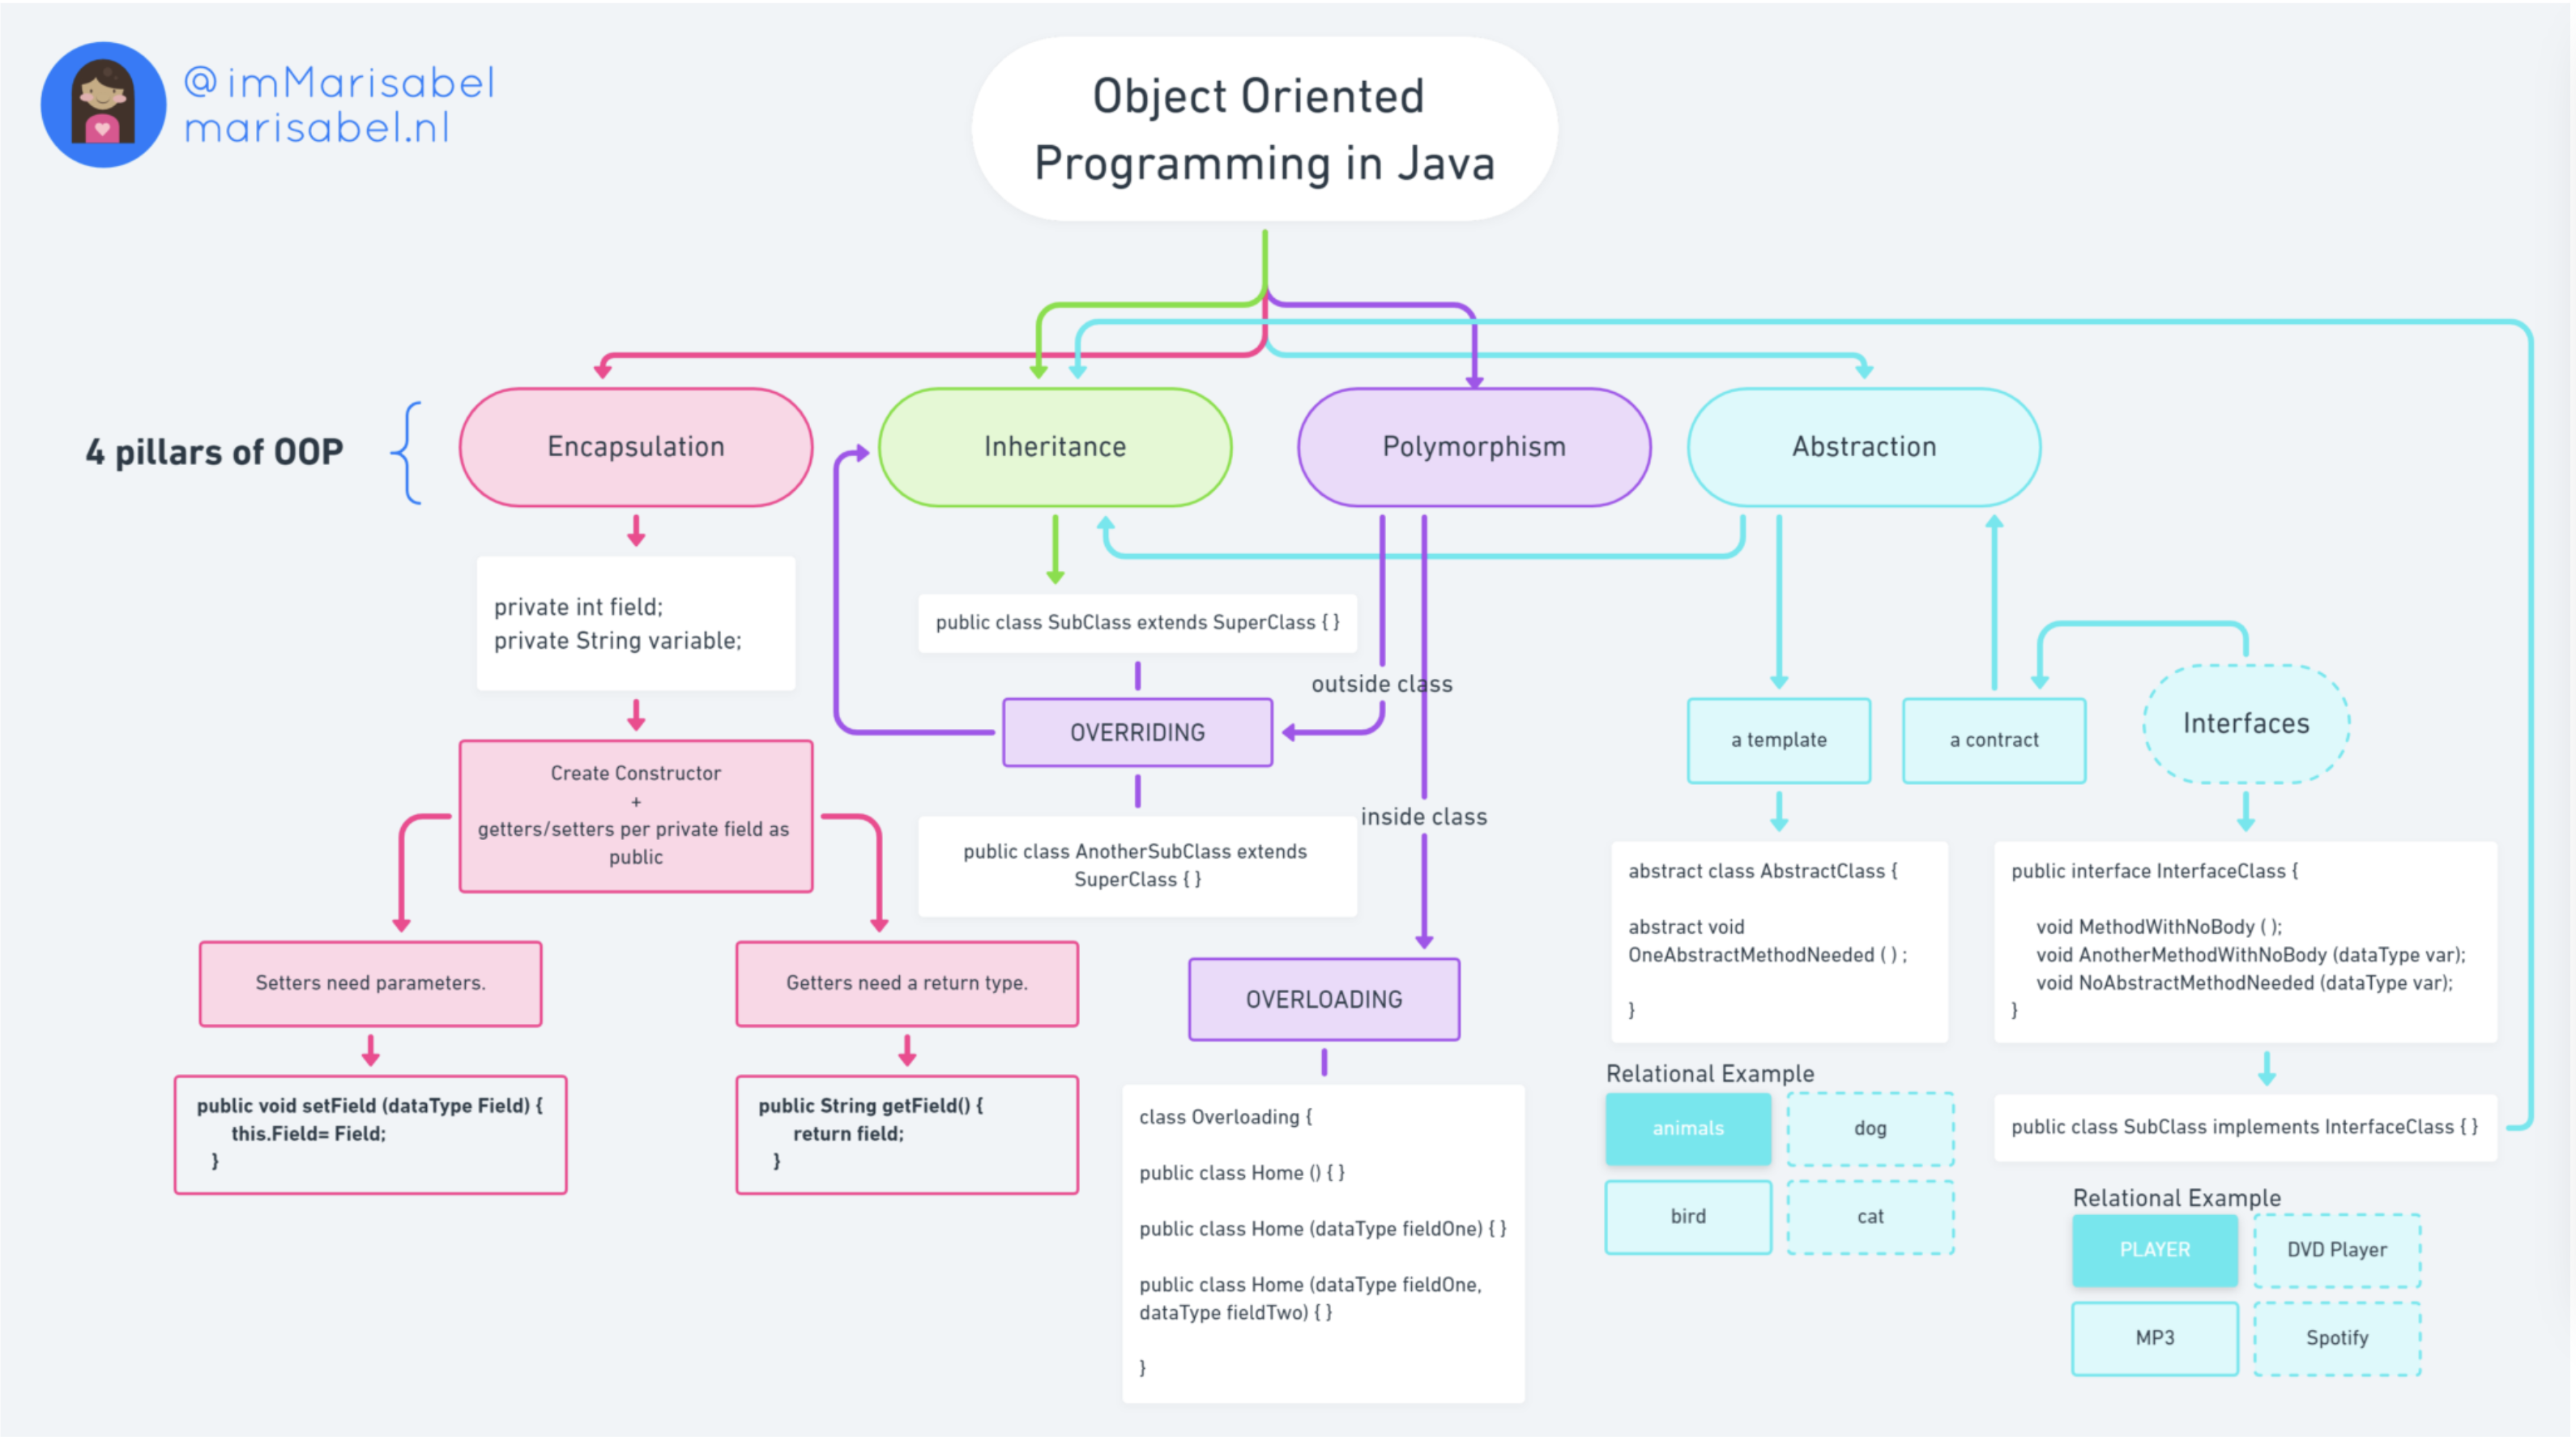 @imMarisabel
marisabel.nl
Object Oriented
Programming in Java
4 pillars of OOP
Encapsulation
Inheritance
Polymorphism
Abstraction
private int field;
private String variable;
Create Constructor
+
getters/setters per private field as
public
Setters need parameters.
public void setField (dataType Field) {
this.Field= Field;
}
Getters need a return type.
public String getField() {
return field;
}
public class SubClass extends SuperClass { }
OVERRIDING
public class AnotherSubClass extends
SuperClass { }
outside class
inside class
OVERLOADING
class Overloading {
public class Home () { }
public class Home (dataType fieldOne) { }
public class Home (dataType fieldOne,
dataType fieldTwo) { }
}
a template
a contract
Interfaces
abstract class AbstractClass {
abstract void
OneAbstractMethodNeeded ( ) ;
}
Relational Example
animals
dog
bird
cat
public interface InterfaceClass {
void MethodWithNoBody ( );
void AnotherMethodWithNoBody (dataType var);
void NoAbstractMethodNeeded (dataType var);
}
public class SubClass implements InterfaceClass { }
Relational Example
PLAYER
DVD Player
MP3
Spotify